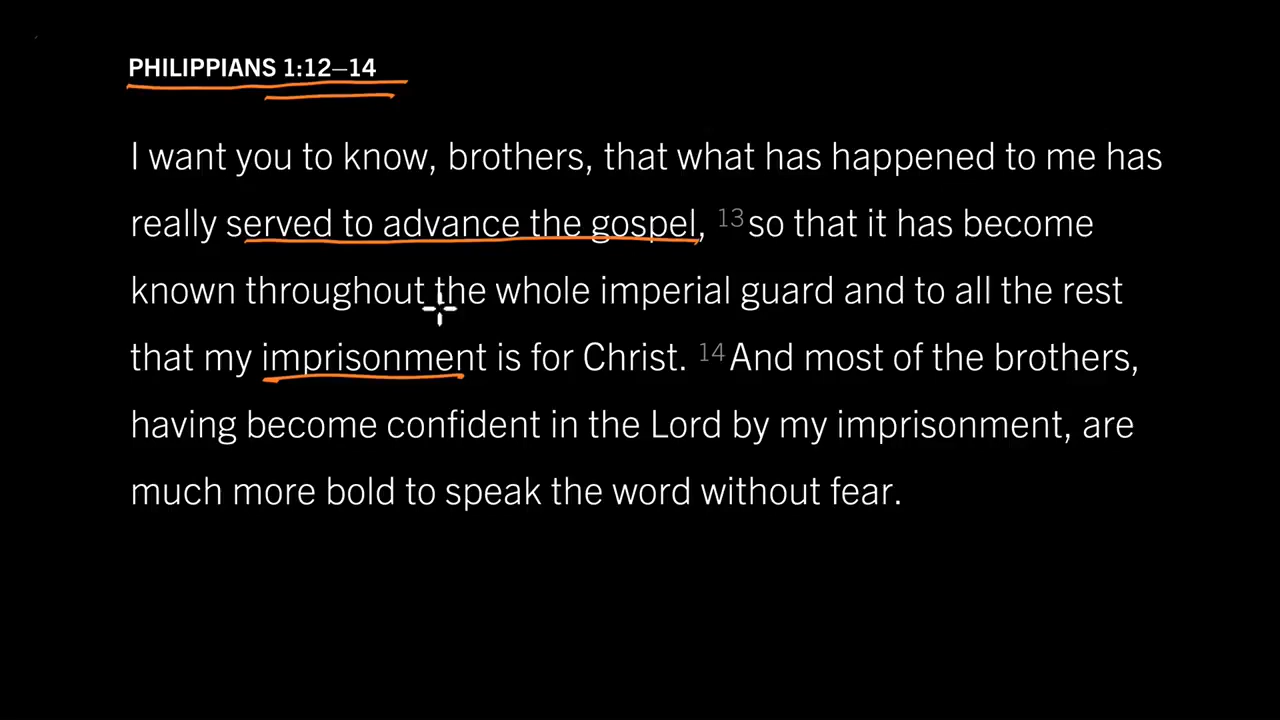 PHILIPPIANS 1:12–14
I want you to know, brothers, that what has happened to me has
really served to advance the gospel, 13 so that it has become
known throughout the whole imperial guard and to all the rest
that my imprisonment is for Christ. 14 And most of the brothers,
having become confident in the Lord by my imprisonment, are
much more bold to speak the word without fear.